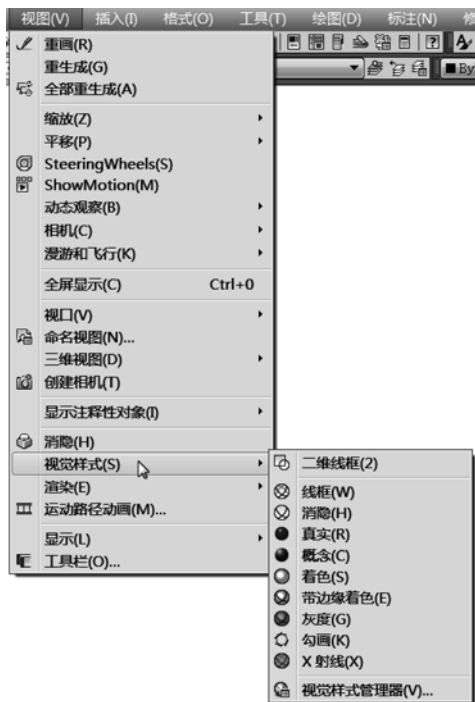 视图(V) 插入(I) 格式(O) 工具(T) 绘图(D) 标注(N)
重画(R)
重生成(G)
全部重生成(A)
By
缩放(Z)
平移(P)
SteeringWheels(S)
ShowMotion(M)
动态观察(B)
相机(C)
漫游和飞行(K)
全屏显示(C) Ctrl+0
视口(V)
命名视图(N)...
三维视图(D)
创建相机(T)
显示注释性对象(I)
消隐(H)
视觉样式(S)
渲染(E)
运动路径动画(M)...
显示(L)
工具栏(O)...
二维线框(2)
线框(W)
消隐(H)
真实(R)
概念(C)
着色(S)
带边缘着色(E)
灰度(G)
勾画(K)
X 射线(X)
视觉样式管理器(V)...